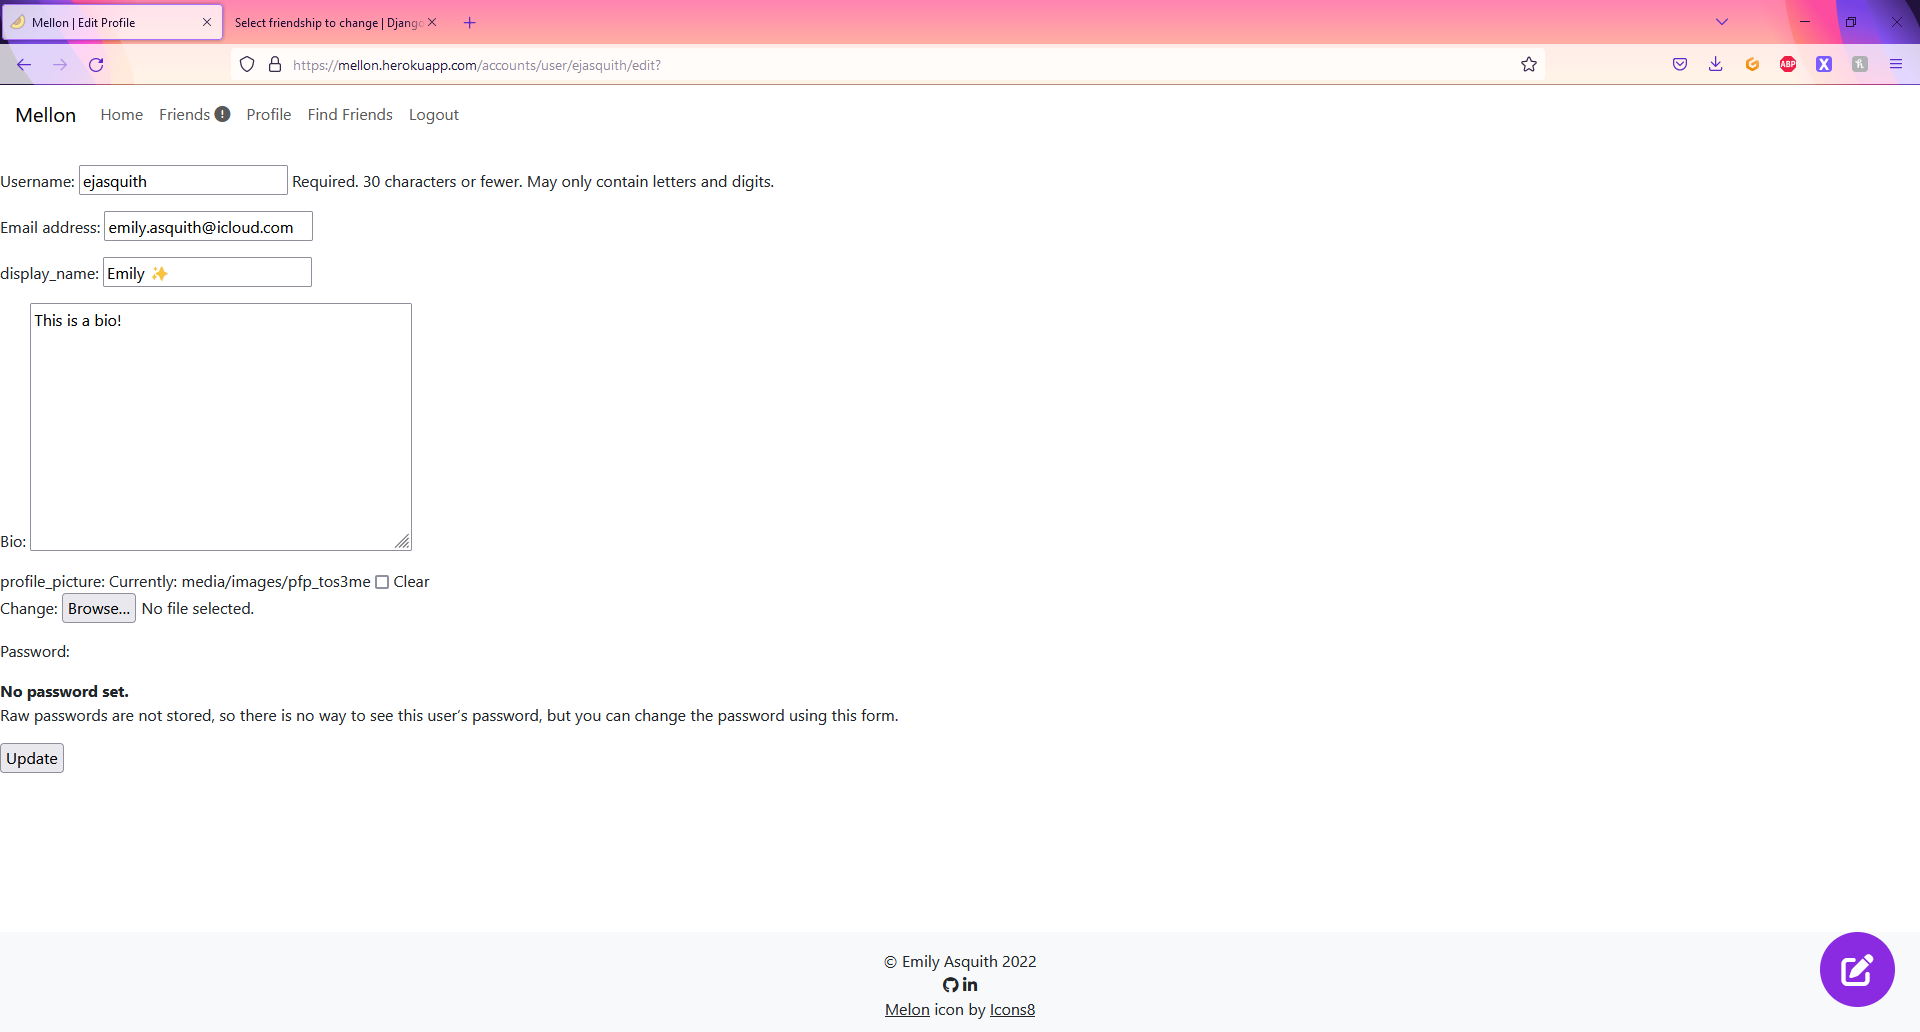 Mellon | Edit Profile
Select friendship to change | Djang
https://mellon.herokuapp.com/accounts/user/ejasquith/edit?
ABP
Mellon Home Friends ! Profile Find Friends Logout
Username: ejasquith Required. 30 characters or fewer. May only contain letters and digits.
Email address: emily.asquith@icloud.com
display_name: Emily ✨
This is a bio!
Bio:
profile_picture: Currently: media/images/pfp_tos3me Clear
Change: Browse... No file selected.
Password:
No password set.
Raw passwords are not stored, so there is no way to see this user’s password, but you can change the password using this form.
Update
© Emily Asquith 2022
in
Melon icon by Icons8